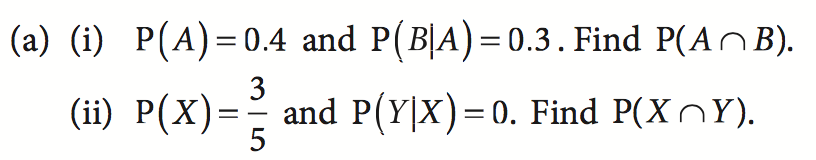 (a) (i) P(A) = 0.4 and P(B|A) = 0.3. Find P(A ∩ B).
(ii) P(X) = 3/5 and P(Y|X) = 0. Find P(X ∩ Y).